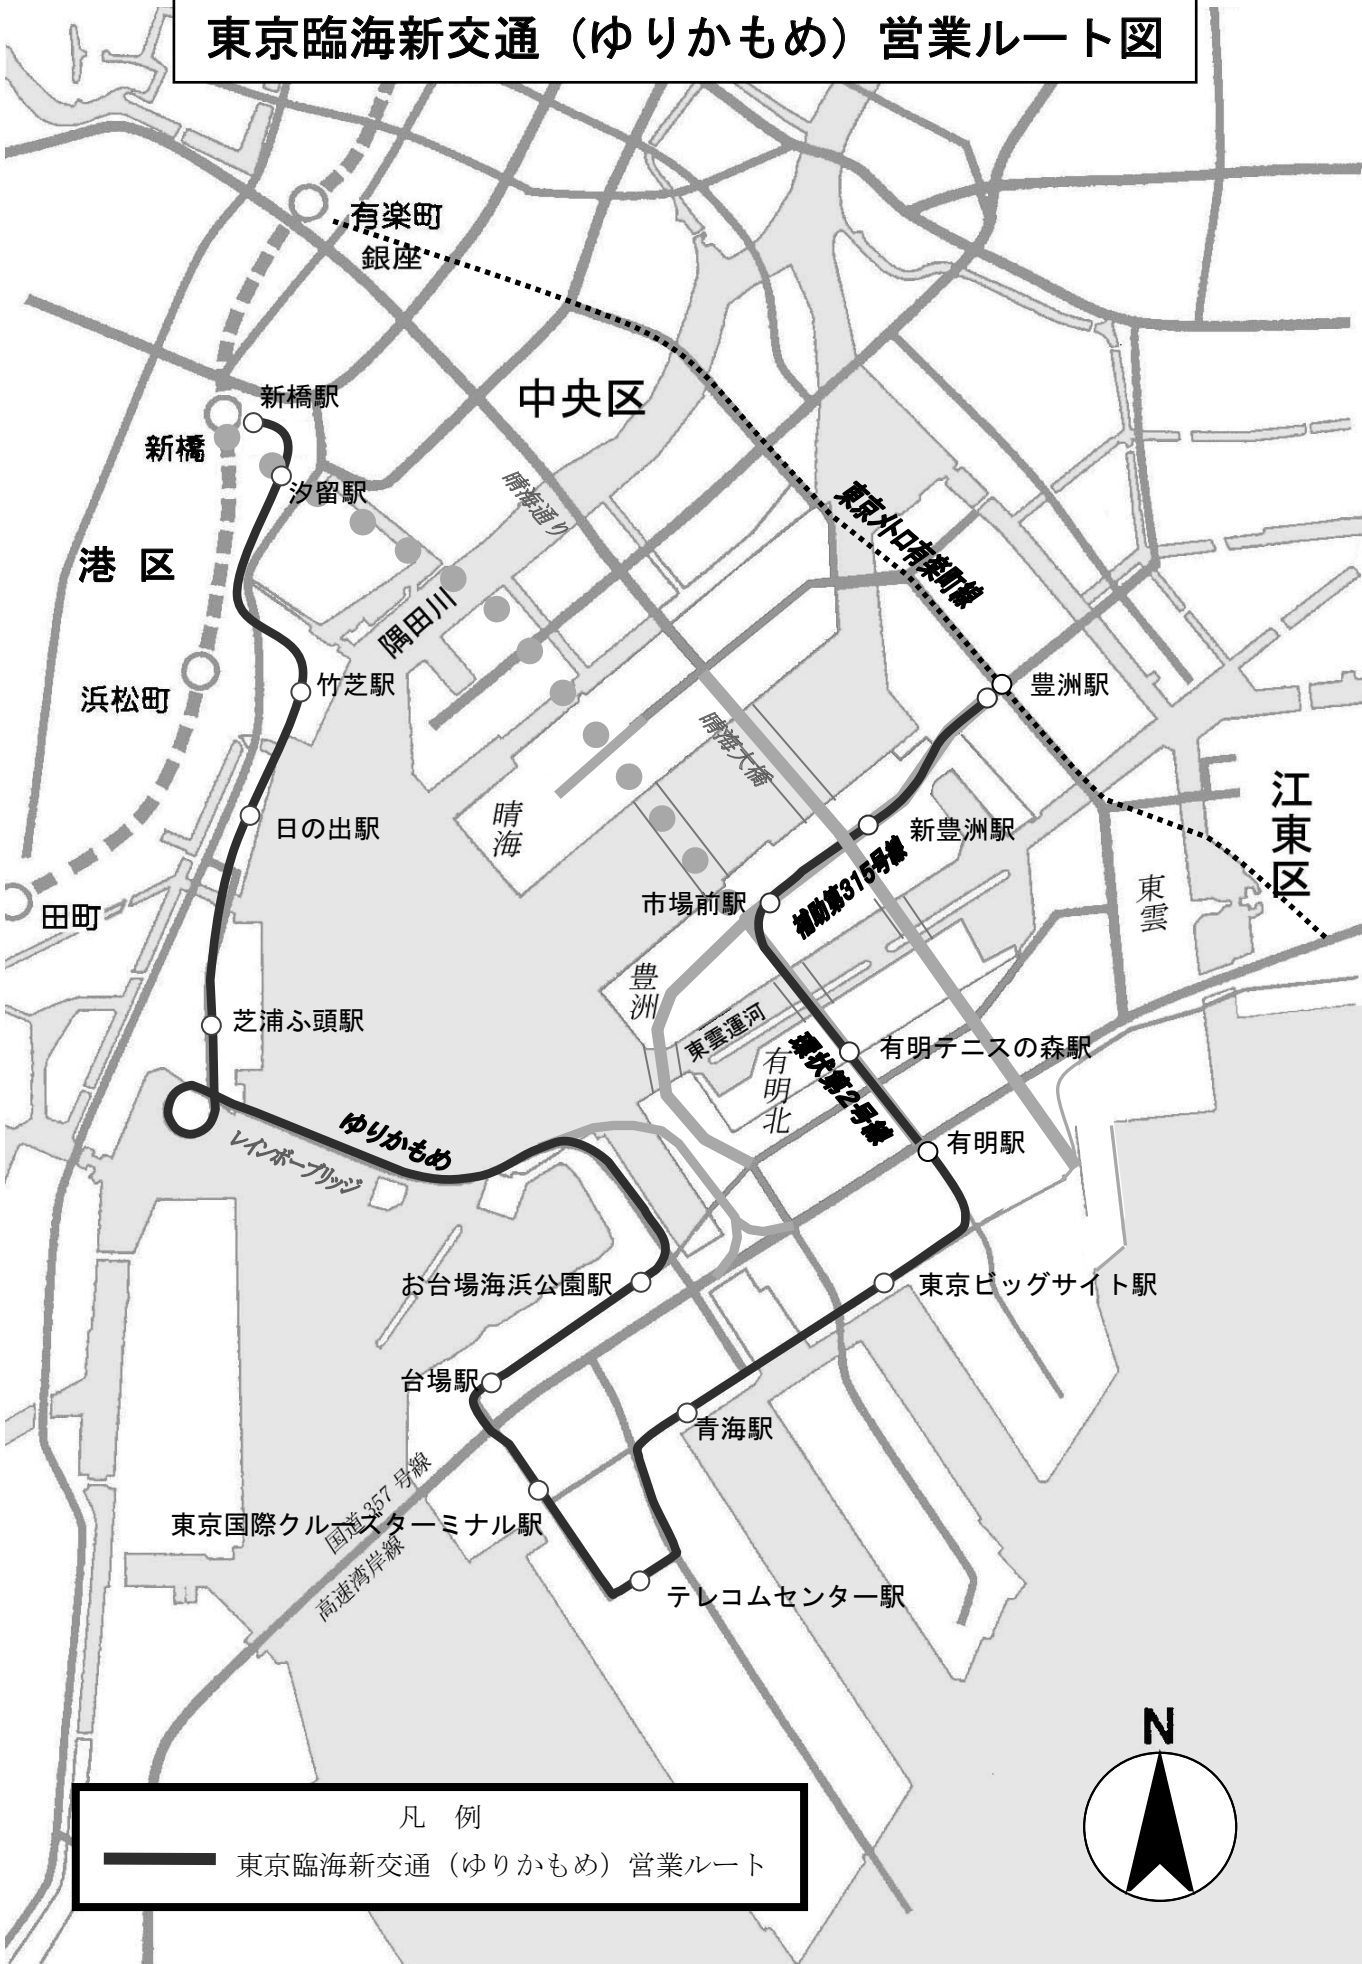 東京臨海新交通（ゆりかもめ）営業ルート図
有楽町
銀座
中央区
新橋駅
新橋
汐留駅
晴海通り
東京メトロ有楽町線
港 区
隅田川
竹芝駅
豊洲駅
浜松町
晴海大橋
日の出駅
晴海
新豊洲駅
江東区
補助第315号線
市場前駅
東雲
田町
豊洲
芝浦ふ頭駅
東雲運河
有明テニスの森駅
有明北
環状第2号線
ゆりかもめ
レインボーブリッジ
有明駅
お台場海浜公園駅
東京ビッグサイト駅
台場駅
青海駅
国道357号線
東京国際クルーズターミナル駅
高速湾岸線
テレコムセンター駅
N
凡 例
東京臨海新交通（ゆりかもめ）営業ルート